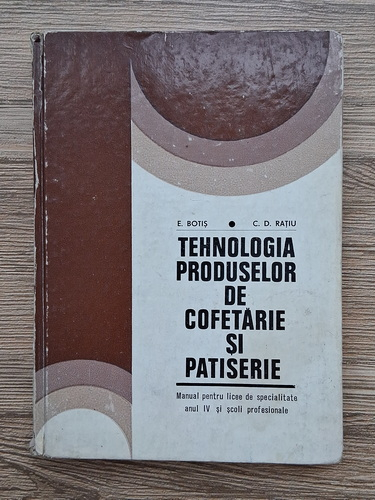 E. BOTIȘ ● C. D. RAȚIU
TEHNOLOGIA
PRODUSELOR
DE
COFETĂRIE
ȘI
PATISERIE
Manual pentru licee de specialitate
anul IV și școli profesionale